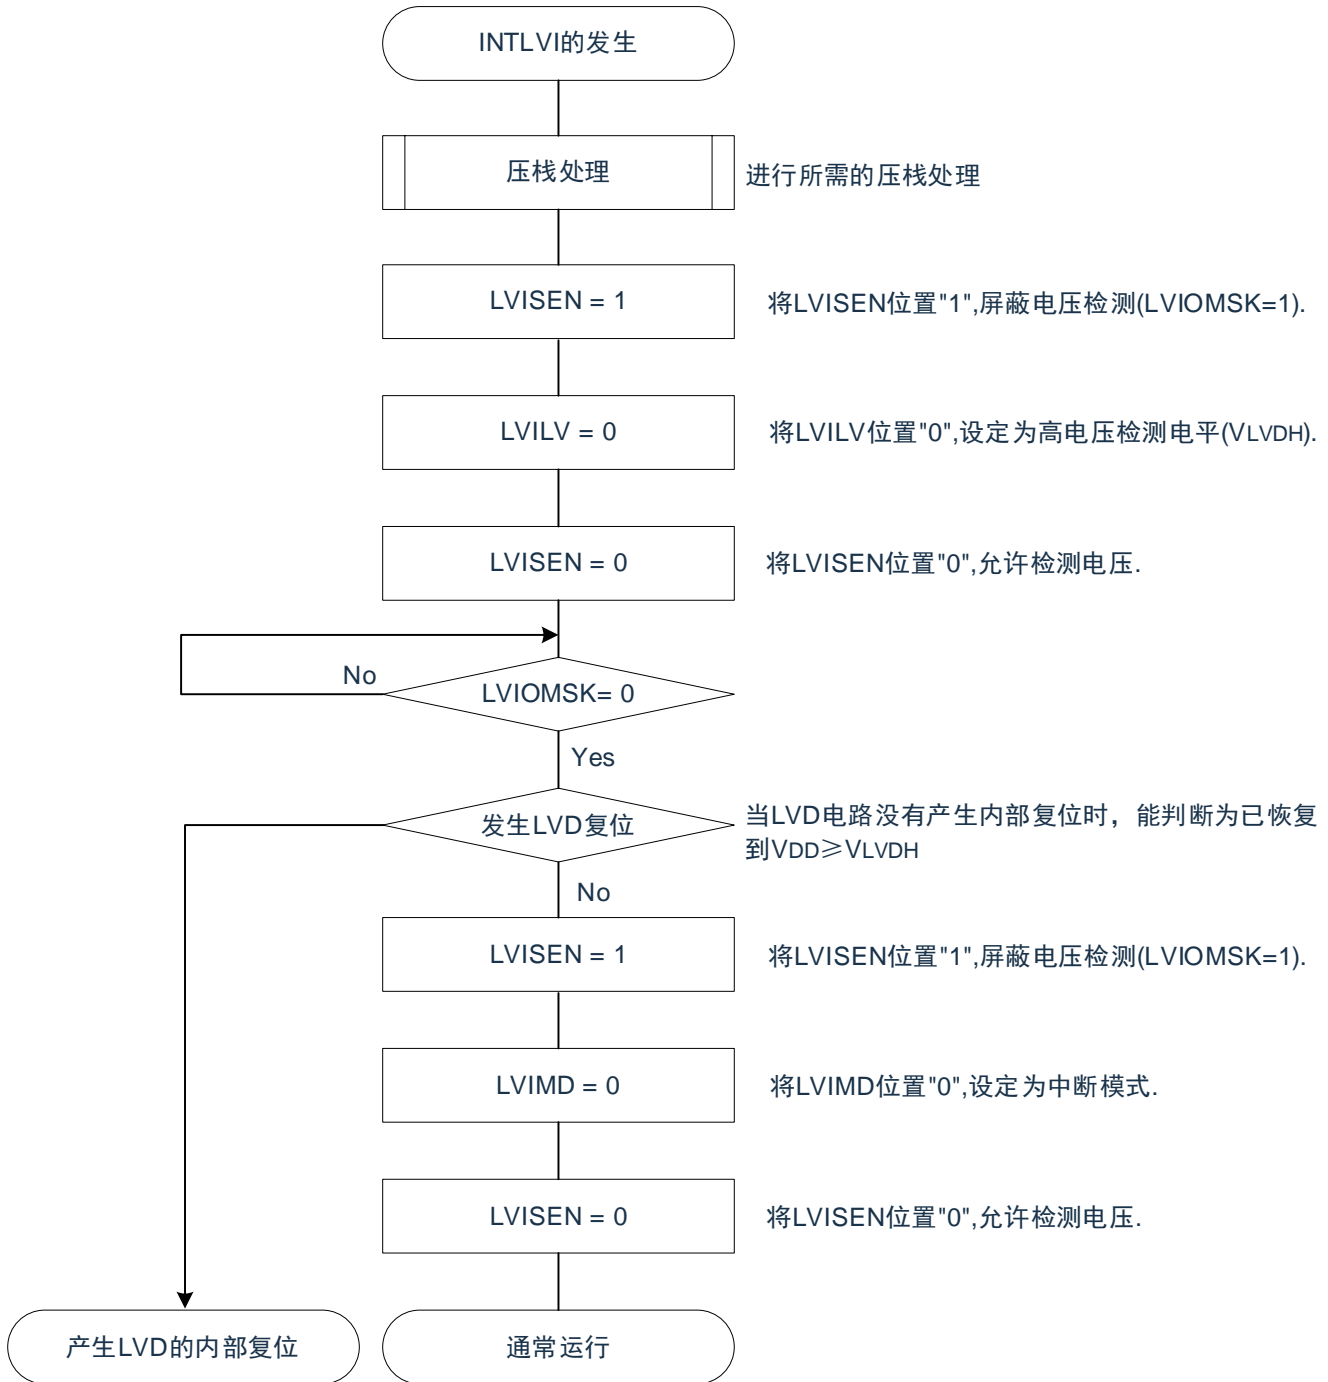 INTLVI的发生
压栈处理
进行所需的压栈处理
LVISEN = 1
将LVISEN位置"1",屏蔽电压检测(LVIOMSK=1).
LVILV = 0
将LVILV位置"0",设定为高电压检测电平(VLVDH).
LVISEN = 0
将LVISEN位置"0",允许检测电压.
No
LVIOMSK= 0
Yes
发生LVD复位
当LVD电路没有产生内部复位时，能判断为已恢复
到VDD≥VLVDH
No
LVISEN = 1
将LVISEN位置"1",屏蔽电压检测(LVIOMSK=1).
LVIMD = 0
将LVIMD位置"0",设定为中断模式.
LVISEN = 0
将LVISEN位置"0",允许检测电压.
产生LVD的内部复位
通常运行